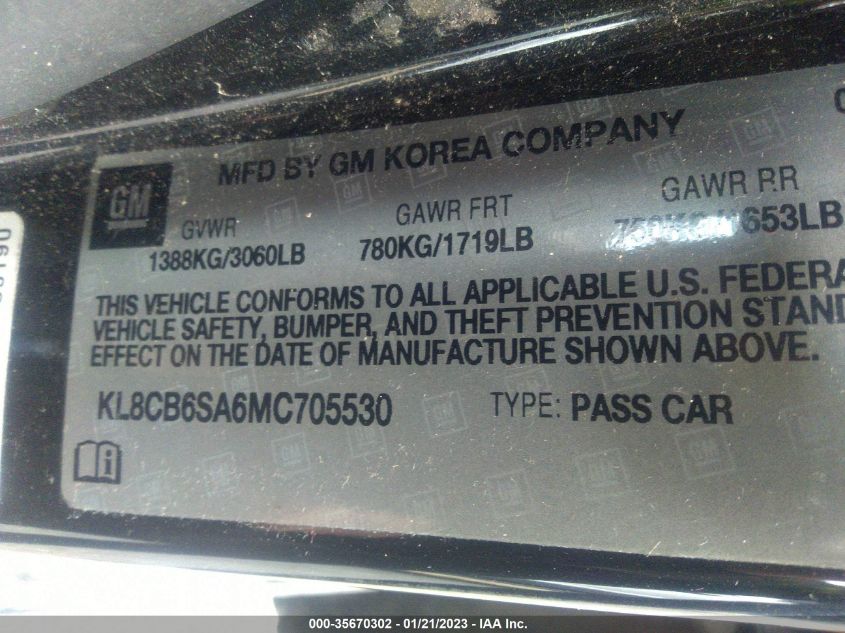 MFD BY GM KOREA COMPANY
GM
GVWR GAWR FRT GAWR RR
1388KG/3060LB 780KG/1719LB 653LB
THIS VEHICLE CONFORMS TO ALL APPLICABLE U.S. FEDERA
VEHICLE SAFETY, BUMPER, AND THEFT PREVENTION STAND
EFFECT ON THE DATE OF MANUFACTURE SHOWN ABOVE.
KL8CB6SA6MC705530 TYPE: PASS CAR
000-35670302 / 01/21/2023 - IAA Inc.